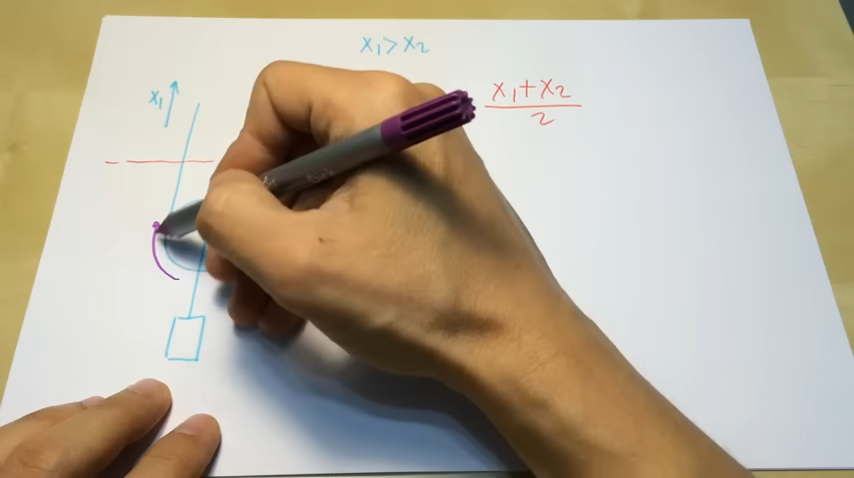 x₁ > x₂
x₁
x₁ + x₂
2